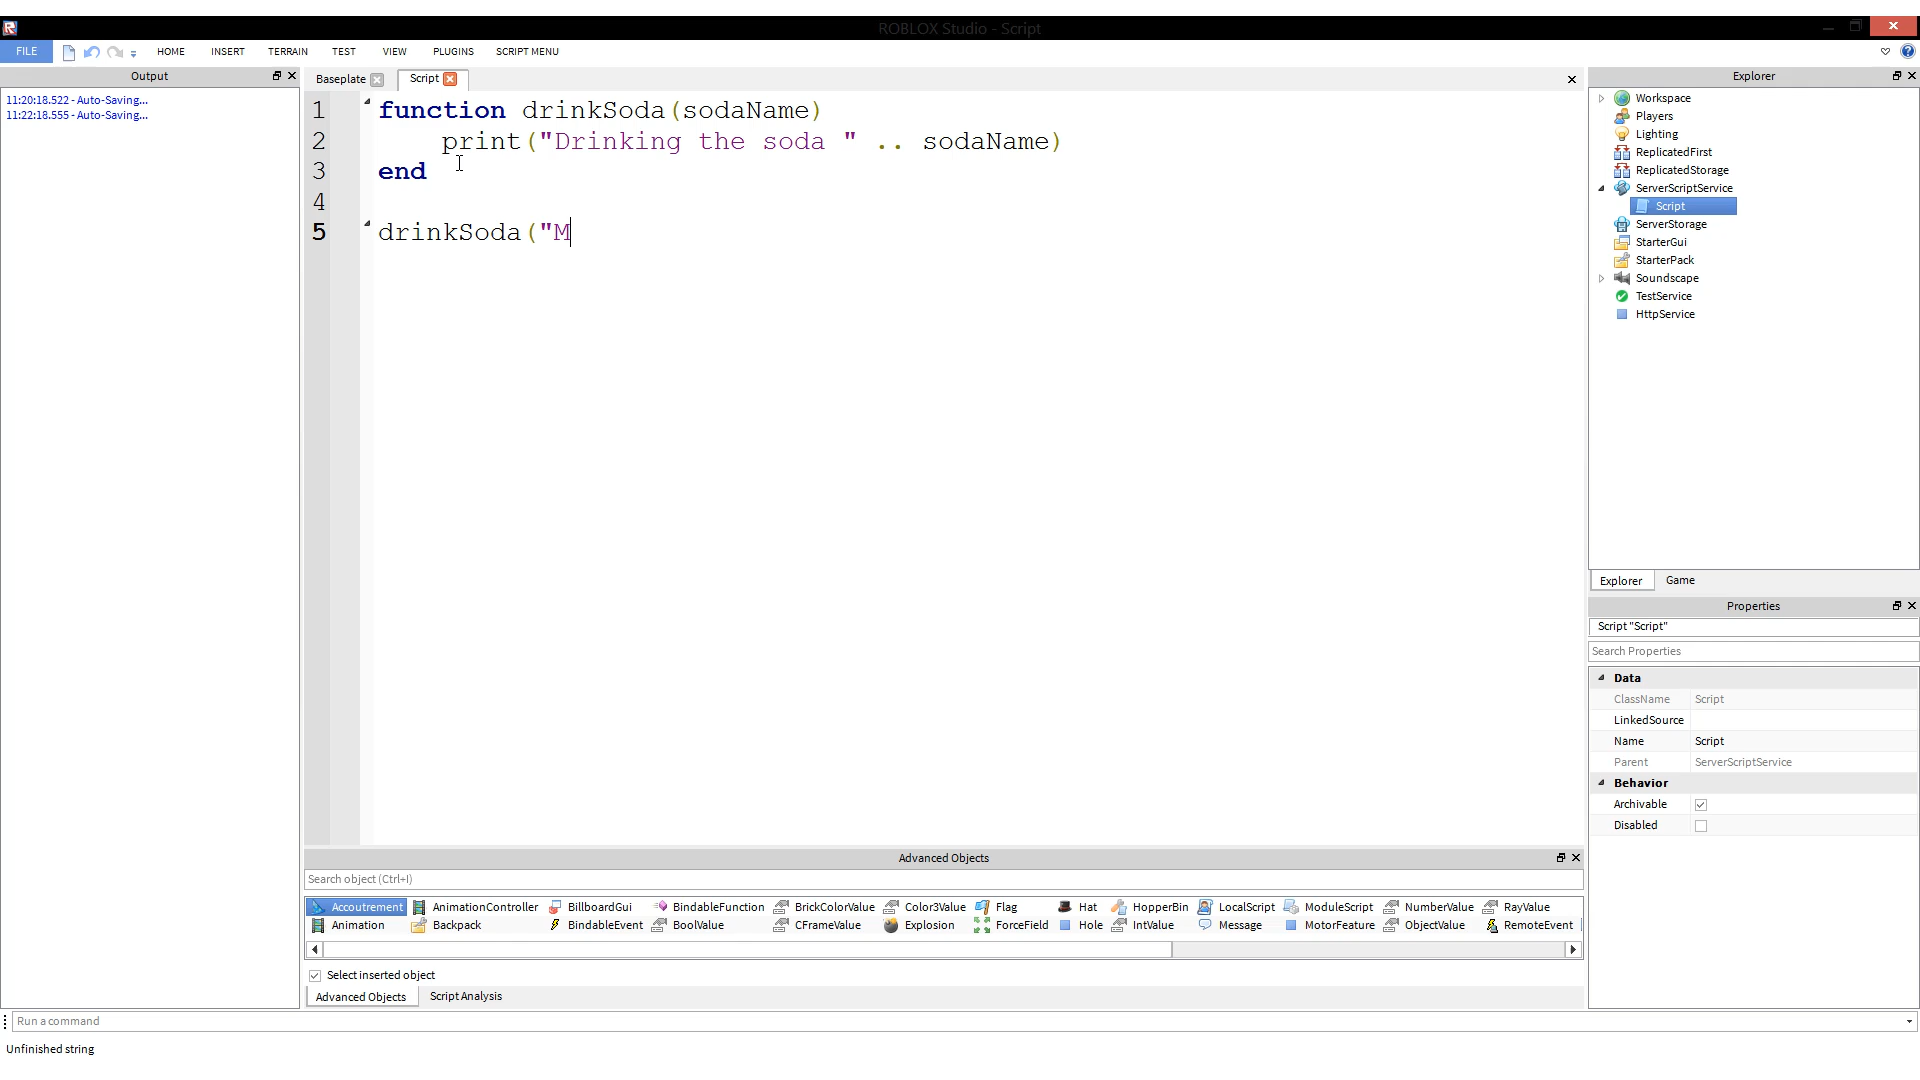 ROBLOX Studio - Script
FILE HOME INSERT TERRAIN TEST VIEW PLUGINS SCRIPT MENU
Output
11:20:18.522 - Auto-Saving...
11:22:18.555 - Auto-Saving...
Baseplate Script
1 function drinkSoda(sodaName)
2 print("Drinking the soda " .. sodaName)
3 end
4
5 drinkSoda("M
Explorer
Workspace
Players
Lighting
ReplicatedFirst
ReplicatedStorage
ServerScriptService
Script
ServerStorage
StarterGui
StarterPack
Soundscape
TestService
HttpService
Explorer Game
Properties
Script "Script"
Search Properties
Data
ClassName Script
LinkedSource
Name Script
Parent ServerScriptService
Behavior
Archivable
Disabled
Advanced Objects
Search object (Ctrl+I)
Accoutrement AnimationController BillboardGui BindableFunction BrickColorValue Color3Value Flag Hat HopperBin LocalScript ModuleScript NumberValue RayValue
Animation Backpack BindableEvent BoolValue CFrameValue Explosion ForceField Hole IntValue Message MotorFeature ObjectValue RemoteEvent
Select inserted object
Advanced Objects Script Analysis
Run a command
Unfinished string